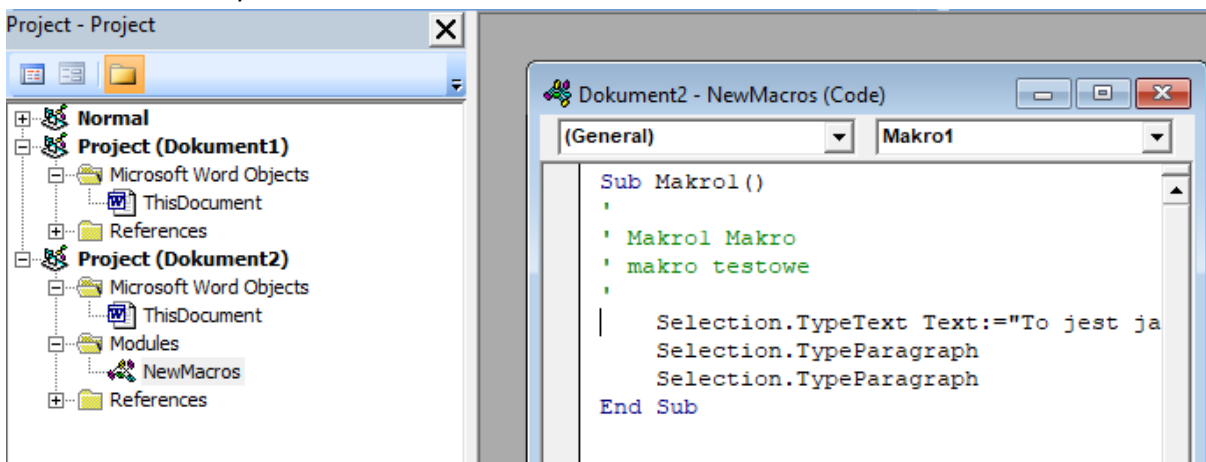 Project - Project
Normal
Project (Dokument1)
Microsoft Word Objects
ThisDocument
References
Project (Dokument2)
Microsoft Word Objects
ThisDocument
Modules
NewMacros
References
Dokument2 - NewMacros (Code)
(General)
Makro1
Sub Makro1()
'
' Makro1 Makro
' makro testowe
'
Selection.TypeText Text:="To jest ja
Selection.TypeParagraph
Selection.TypeParagraph
End Sub